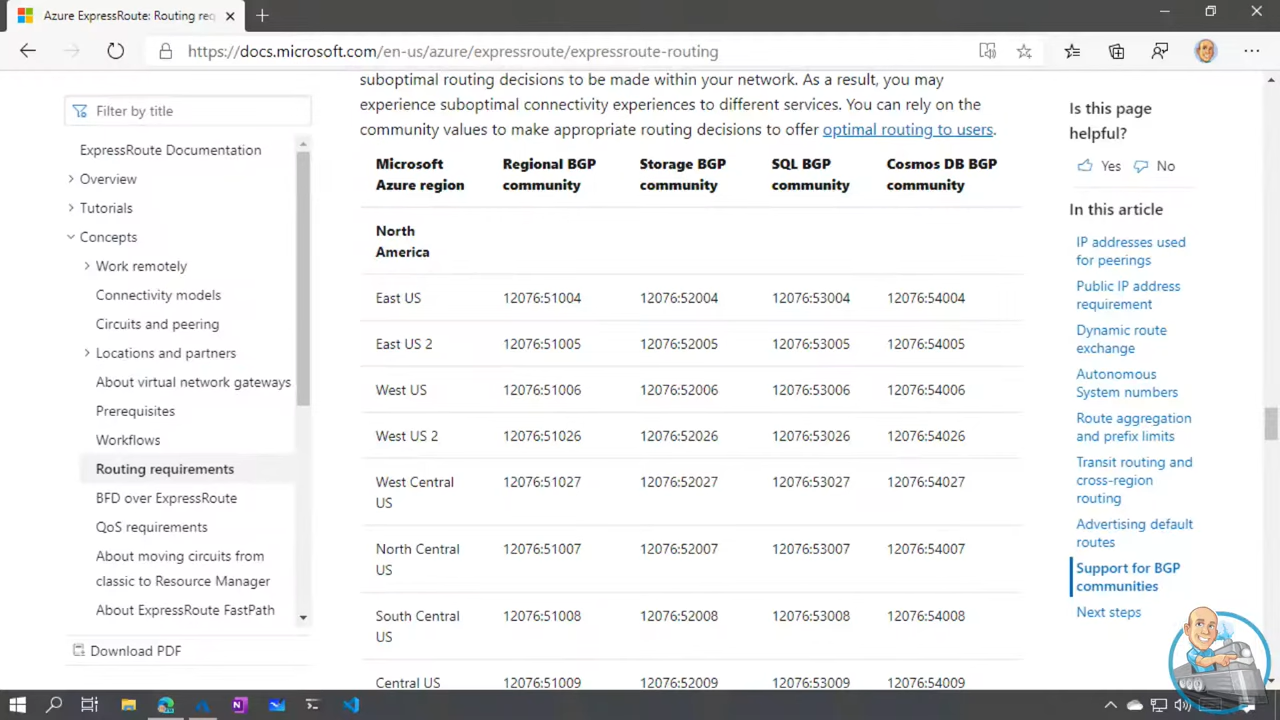 Azure ExpressRoute: Routing req
https://docs.microsoft.com/en-us/azure/expressroute/expressroute-routing
Filter by title
ExpressRoute Documentation
Overview
Tutorials
Concepts
Work remotely
Connectivity models
Circuits and peering
Locations and partners
About virtual network gateways
Prerequisites
Workflows
Routing requirements
BFD over ExpressRoute
QoS requirements
About moving circuits from
classic to Resource Manager
About ExpressRoute FastPath
Download PDF
suboptimal routing decisions to be made within your network. As a result, you may
experience suboptimal connectivity experiences to different services. You can rely on the
community values to make appropriate routing decisions to offer optimal routing to users.
Microsoft Regional BGP Storage BGP SQL BGP Cosmos DB BGP
Azure region community community community community
North
America
East US 12076:51004 12076:52004 12076:53004 12076:54004
East US 2 12076:51005 12076:52005 12076:53005 12076:54005
West US 12076:51006 12076:52006 12076:53006 12076:54006
West US 2 12076:51026 12076:52026 12076:53026 12076:54026
West Central 12076:51027 12076:52027 12076:53027 12076:54027
US
North Central 12076:51007 12076:52007 12076:53007 12076:54007
US
South Central 12076:51008 12076:52008 12076:53008 12076:54008
US
Central US 12076:51009 12076:52009 12076:53009 12076:54009
Is this page
helpful?
Yes No
In this article
IP addresses used
for peerings
Public IP address
requirement
Dynamic route
exchange
Autonomous
System numbers
Route aggregation
and prefix limits
Transit routing and
cross-region
routing
Advertising default
routes
Support for BGP
communities
Next steps